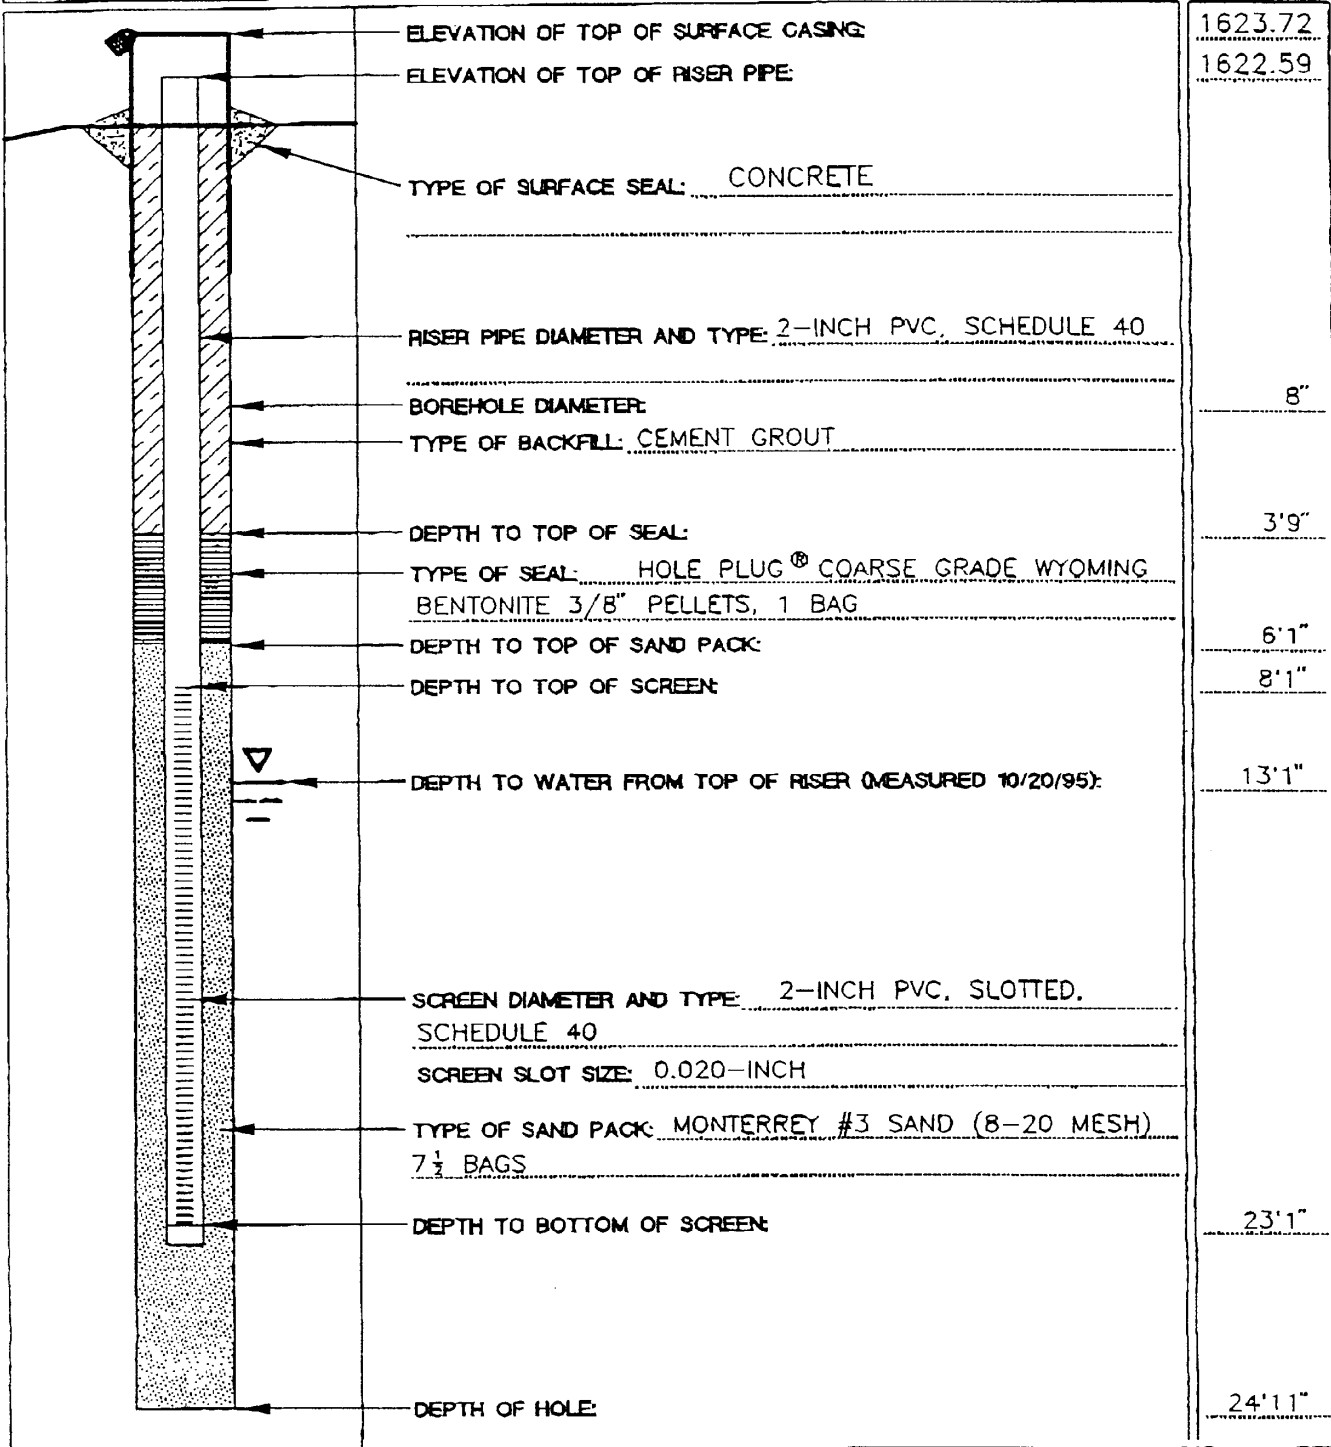 ELEVATION OF TOP OF SURFACE CASING: 1623.72
ELEVATION OF TOP OF RISER PIPE: 1622.59
TYPE OF SURFACE SEAL: CONCRETE
RISER PIPE DIAMETER AND TYPE: 2-INCH PVC, SCHEDULE 40
BOREHOLE DIAMETER: 8"
TYPE OF BACKFILL: CEMENT GROUT
DEPTH TO TOP OF SEAL: 3'9"
TYPE OF SEAL: HOLE PLUG® COARSE GRADE WYOMING
BENTONITE 3/8" PELLETS, 1 BAG
DEPTH TO TOP OF SAND PACK: 6'1"
DEPTH TO TOP OF SCREEN: 8'1"
DEPTH TO WATER FROM TOP OF RISER (MEASURED 10/20/95): 13'1"
SCREEN DIAMETER AND TYPE: 2-INCH PVC, SLOTTED,
SCHEDULE 40
SCREEN SLOT SIZE: 0.020-INCH
TYPE OF SAND PACK: MONTERREY #3 SAND (8-20 MESH)
7½ BAGS
DEPTH TO BOTTOM OF SCREEN: 23'1"
DEPTH OF HOLE: 24'11"